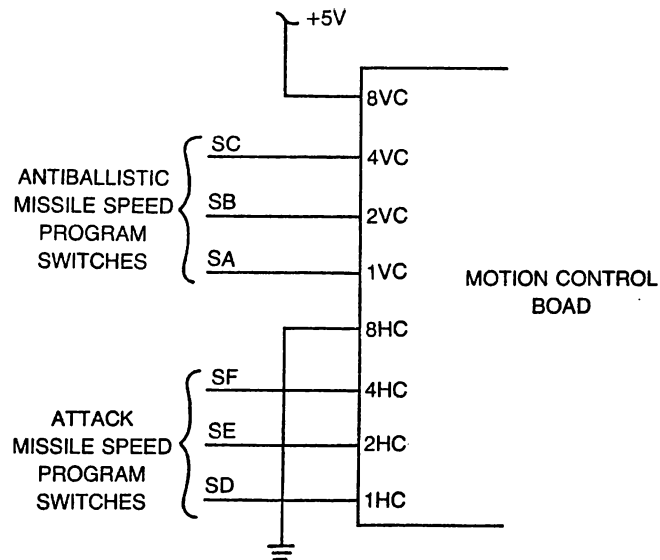 +5V
8VC
SC
4VC
ANTIBALLISTIC
MISSILE SPEED
PROGRAM
SWITCHES
SB
2VC
SA
1VC
MOTION CONTROL
BOAD
8HC
SF
4HC
ATTACK
MISSILE SPEED
PROGRAM
SWITCHES
SE
2HC
SD
1HC